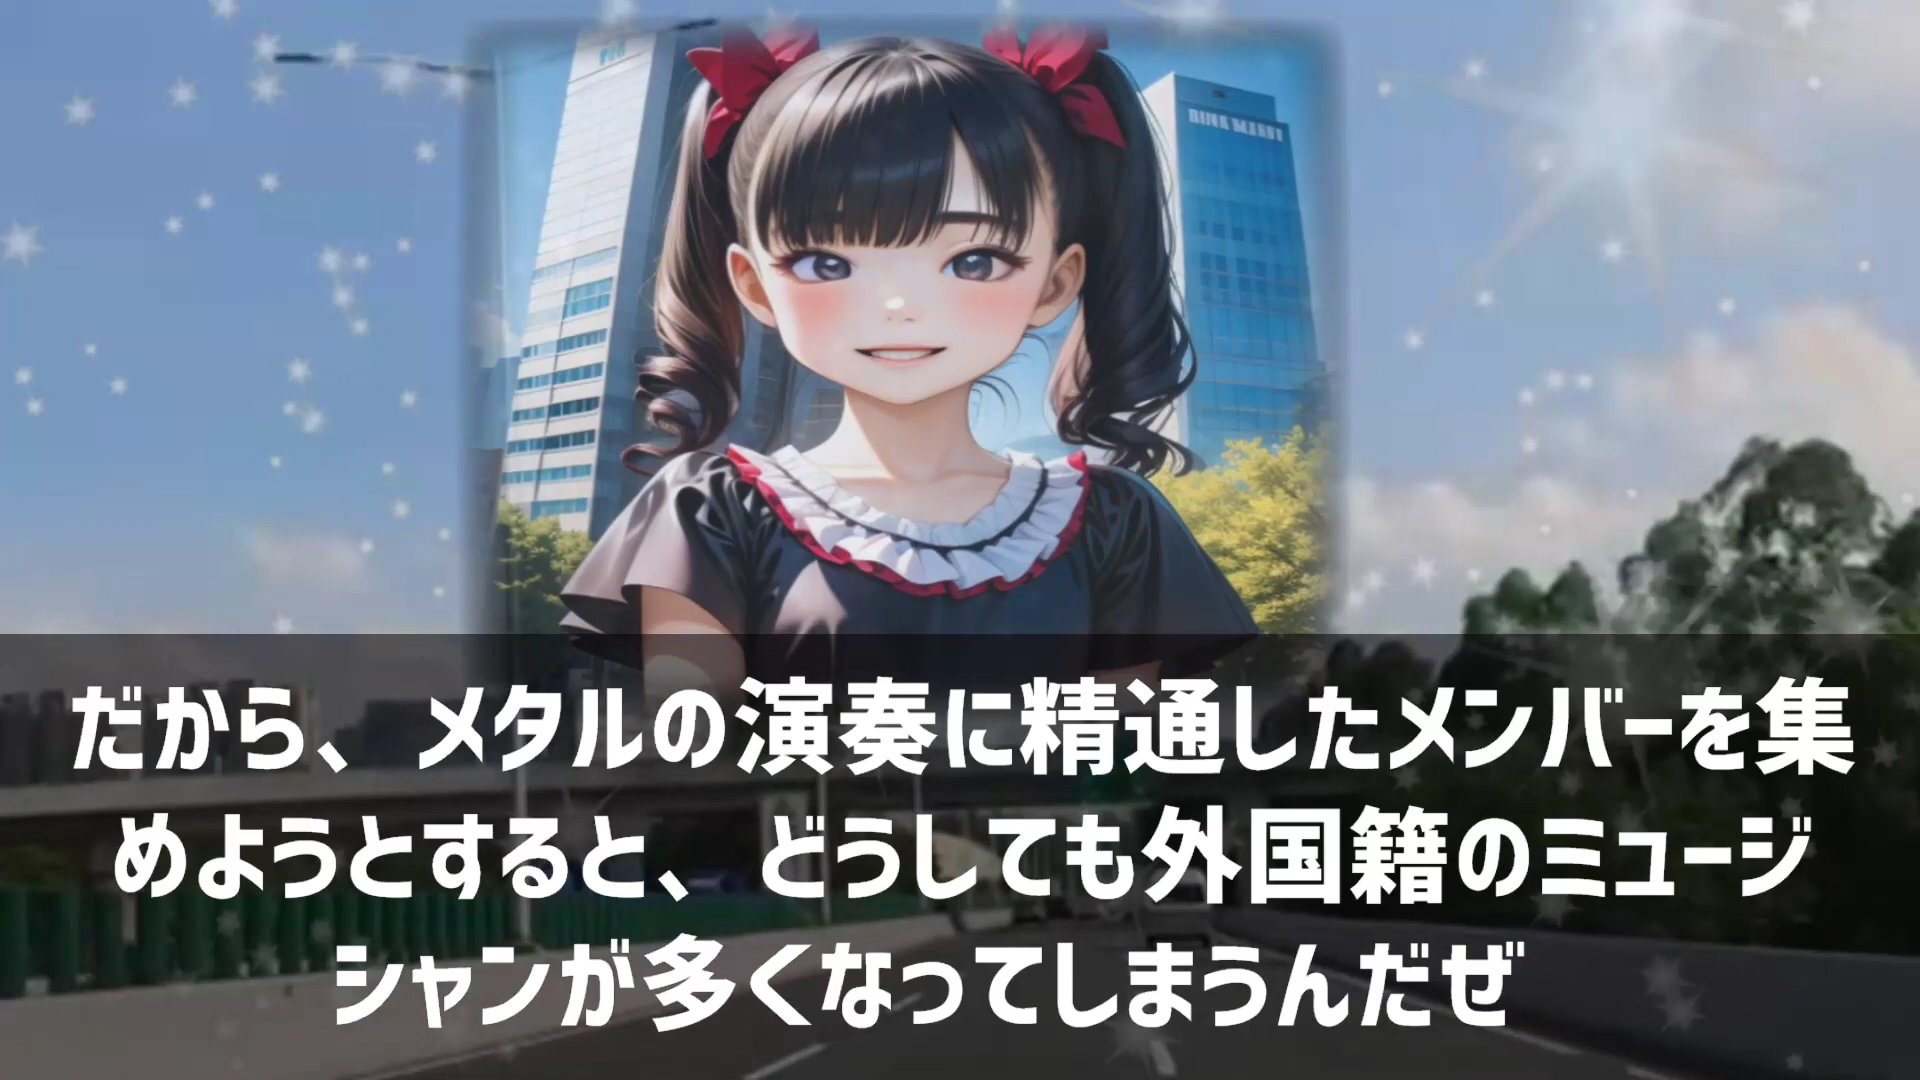 だから、メタルの演奏に精通したメンバーを集
めようとすると、どうしても外国籍のミュージ
シャンが多くなってしまうんだぜ